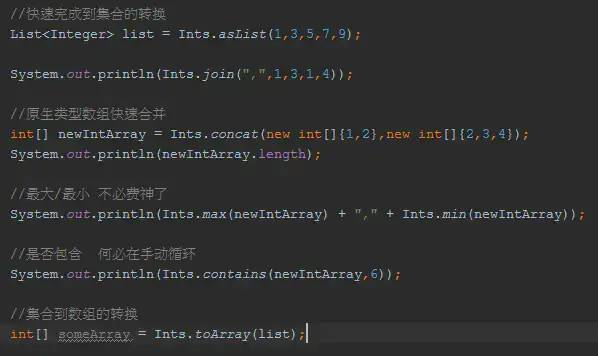 //快速完成到集合的转换
List<Integer> list = Ints.asList(1,3,5,7,9);
System.out.println(Ints.join(",",1,3,1,4));
//原生类型数组快速合并
int[] newIntArray = Ints.concat(new int[]{1,2},new int[]{2,3,4});
System.out.println(newIntArray.length);
//最大/最小 不必费神了
System.out.println(Ints.max(newIntArray) + "," + Ints.min(newIntArray));
//是否包含  何必在手动循环
System.out.println(Ints.contains(newIntArray,6));
//集合到数组的转换
int[] someArray = Ints.toArray(list);